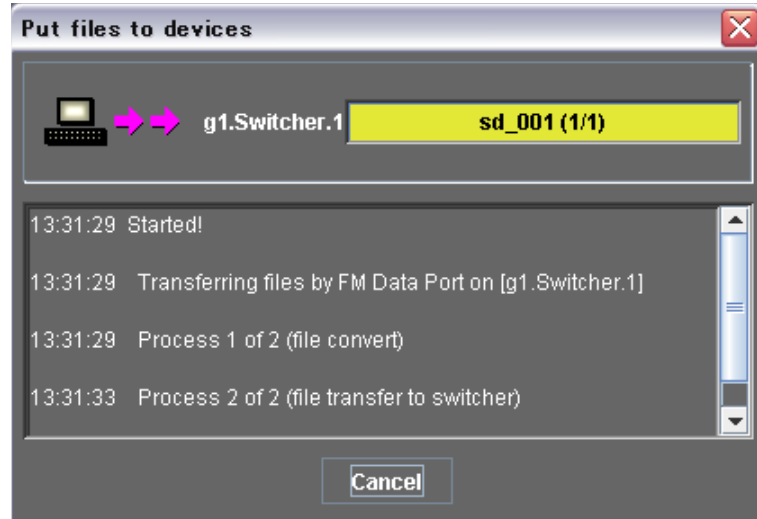 Put files to devices
g1.Switcher.1 sd_001 (1/1)
13:31:29 Started!
13:31:29 Transferring files by FM Data Port on [g1.Switcher.1]
13:31:29 Process 1 of 2 (file convert)
13:31:33 Process 2 of 2 (file transfer to switcher)
Cancel